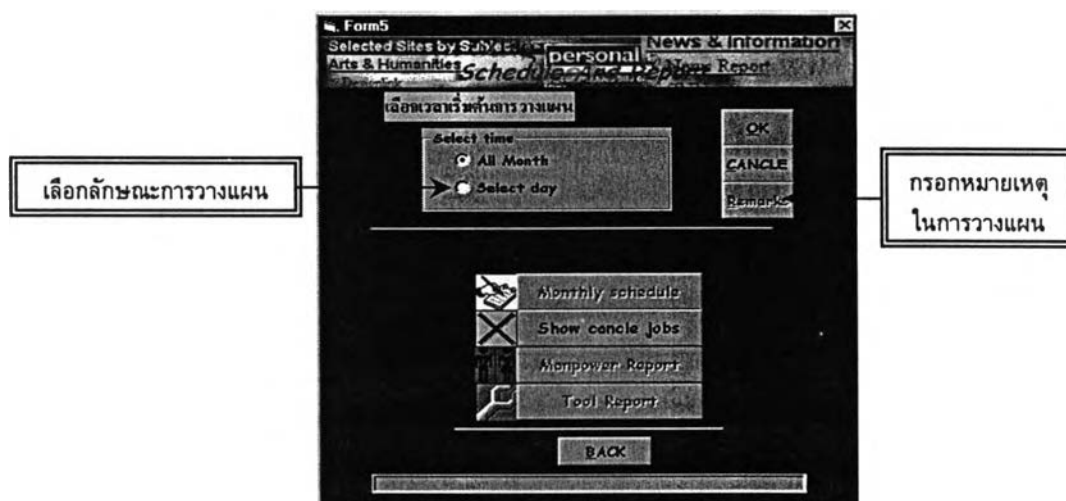 Form5
Selected Sites by Subject
News & Information
Arts & Humanities
personal
News Report
Schedule And Report
เลือกเวลาเริ่มต้นการวางแผน
Select time
All Month
Select day
OK
CANCLE
Remarks
เลือกลักษณะการวางแผน
กรอกหมายเหตุ
ในการวางแผน
Monthly schedule
Show cancle jobs
Manpower Report
Tool Report
BACK